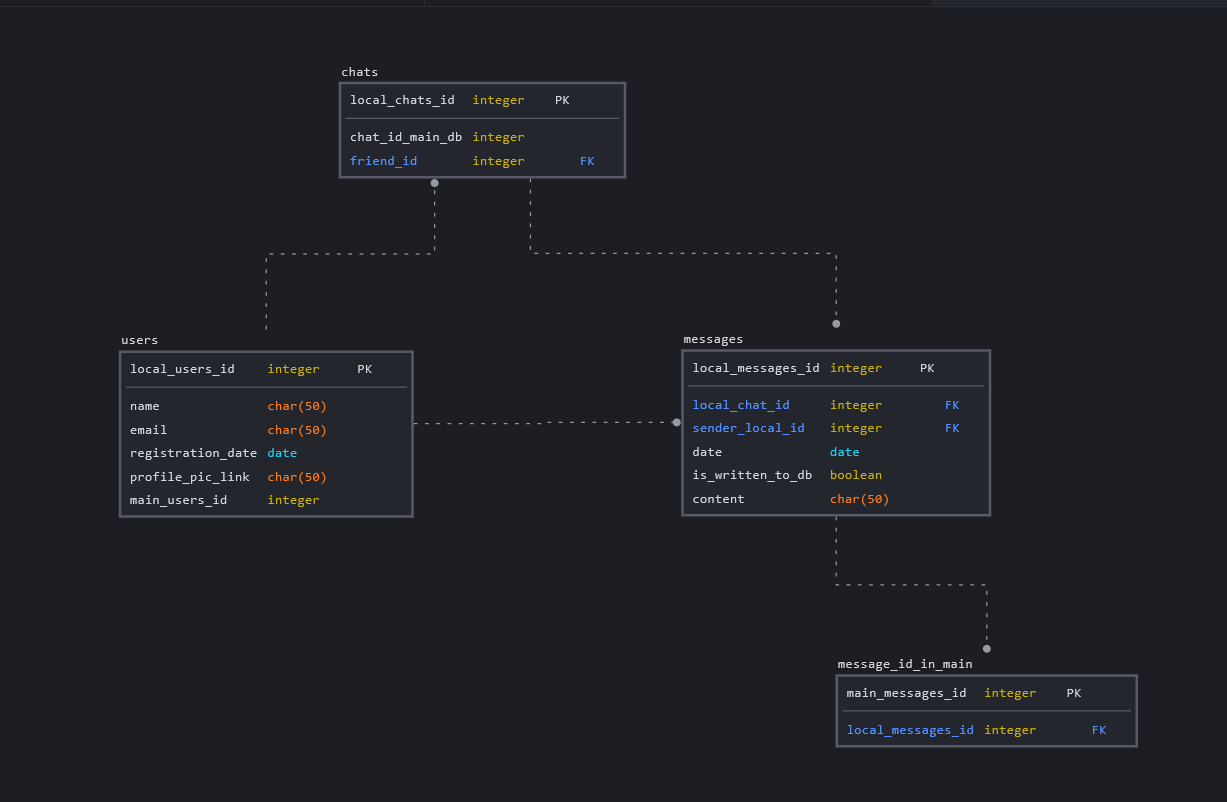 chats
local_chats_id integer PK
chat_id_main_db integer
friend_id integer FK
users
local_users_id integer PK
name char(50)
email char(50)
registration_date date
profile_pic_link char(50)
main_users_id integer
messages
local_messages_id integer PK
local_chat_id integer FK
sender_local_id integer FK
date date
is_written_to_db boolean
content char(50)
message_id_in_main
main_messages_id integer PK
local_messages_id integer FK